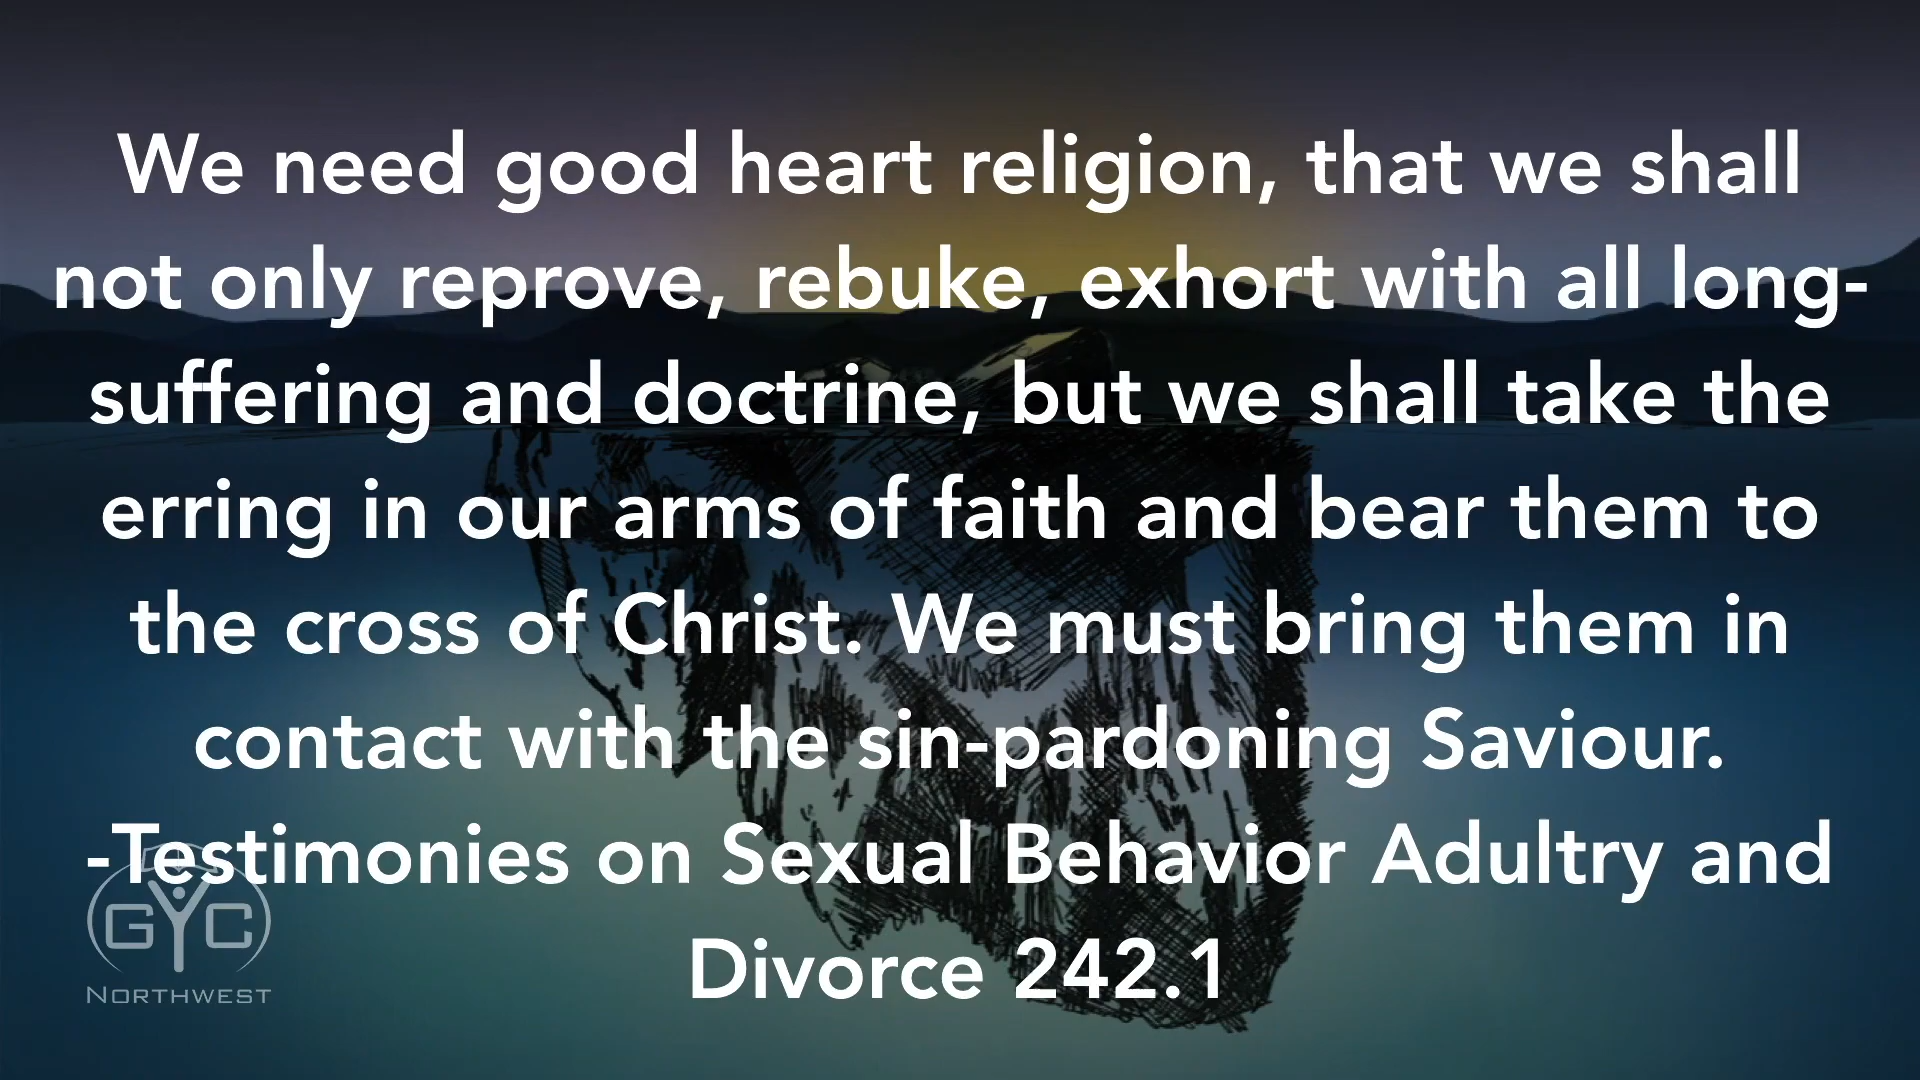 We need good heart religion, that we shall
not only reprove, rebuke, exhort with all long-
suffering and doctrine, but we shall take the
erring in our arms of faith and bear them to
the cross of Christ. We must bring them in
contact with the sin-pardoning Saviour.
-Testimonies on Sexual Behavior Adultry and
Divorce 242.1
GYC
NORTHWEST